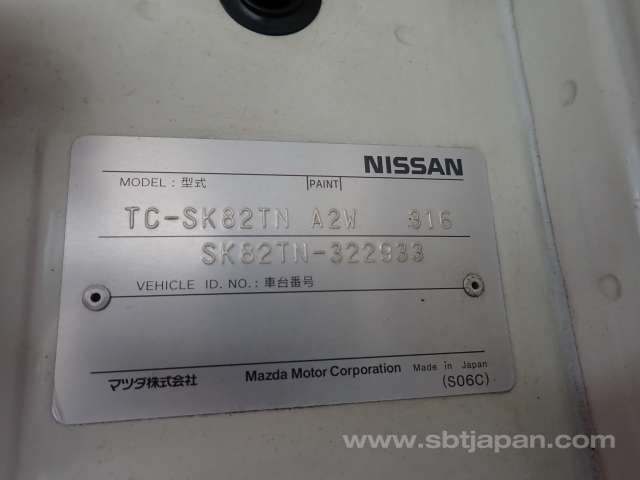 NISSAN
MODEL : 型式 PAINT
TC-SK82TN A2W 916
SK82TN-322933
VEHICLE ID. NO. : 車台番号
マツダ株式会社 Mazda Motor Corporation Made in Japan
(S06C)
www.sbtjapan.com